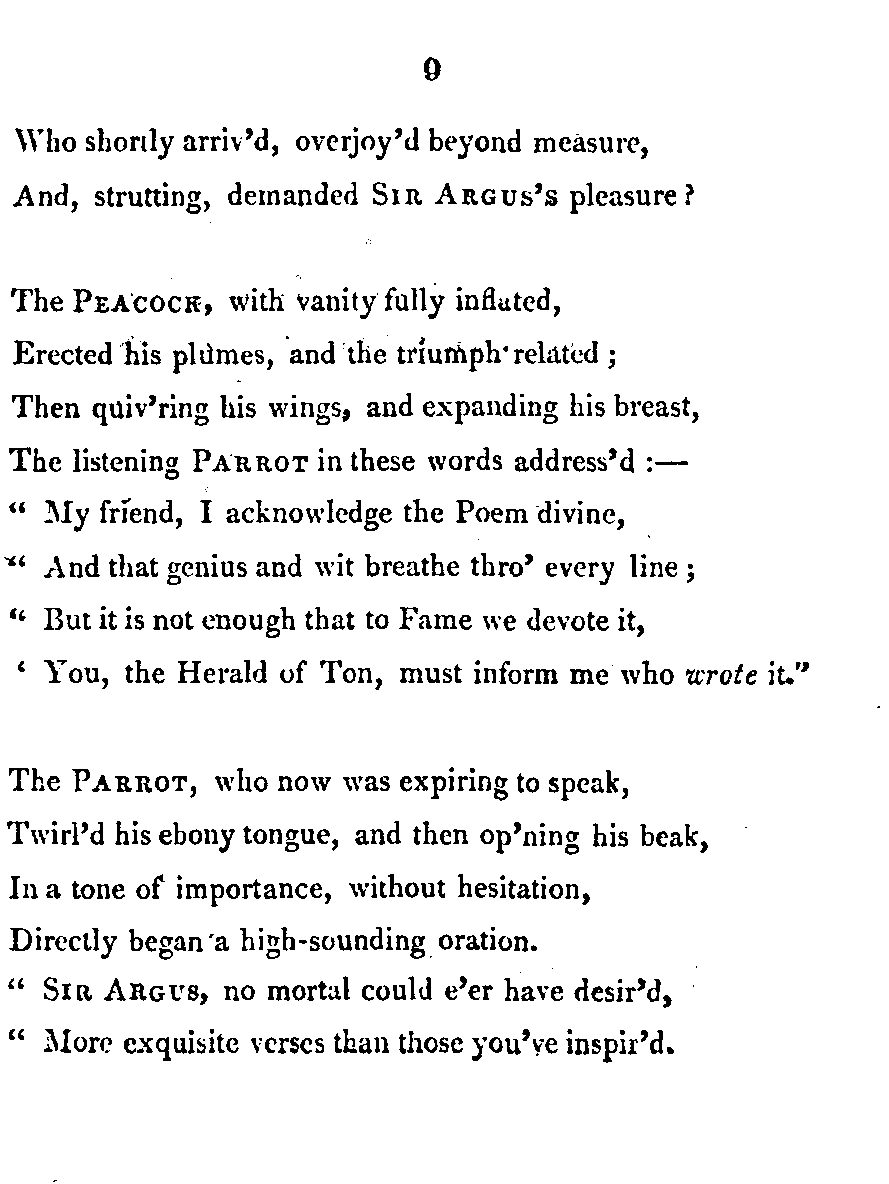 9
Who shortly arriv'd, overjoy'd beyond measure,
And, strutting, demanded SIR ARGUS's pleasure?
The PEACOCK, with vanity fully inflated,
Erected his plumes, and the triumph related;
Then quiv'ring his wings, and expanding his breast,
The listening PARROT in these words address'd :—
“ My friend, I acknowledge the Poem divine,
“ And that genius and wit breathe thro' every line;
“ But it is not enough that to Fame we devote it,
‘ You, the Herald of Ton, must inform me who wrote it.”
The PARROT, who now was expiring to speak,
Twirl'd his ebony tongue, and then op'ning his beak,
In a tone of importance, without hesitation,
Directly began a high-sounding oration.
“ SIR ARGUS, no mortal could e'er have desir'd,
“ More exquisite verses than those you've inspir'd.